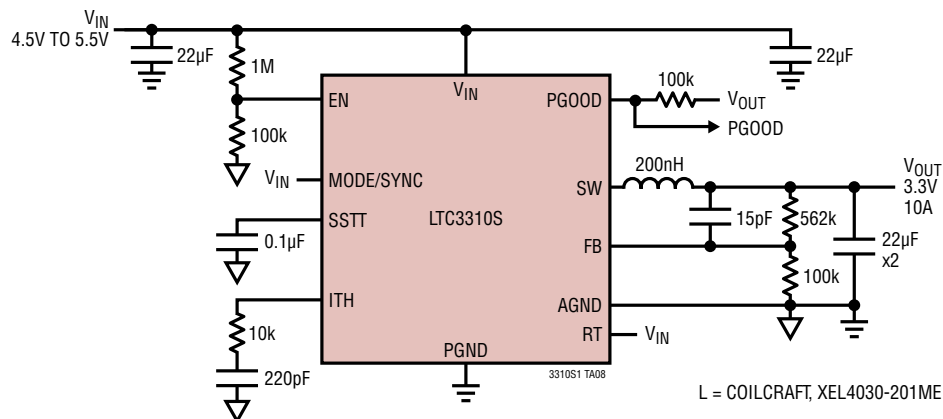 VIN
4.5V TO 5.5V
22µF
1M
22µF
VIN
EN
PGOOD
100k
VOUT
PGOOD
100k
VIN
MODE/SYNC
200nH
SW
VOUT
3.3V
10A
SSTT
LTC3310S
15pF
562k
0.1µF
FB
22µF
x2
100k
ITH
AGND
10k
RT
VIN
PGND
220pF
3310S1 TA08
L = COILCRAFT, XEL4030-201ME